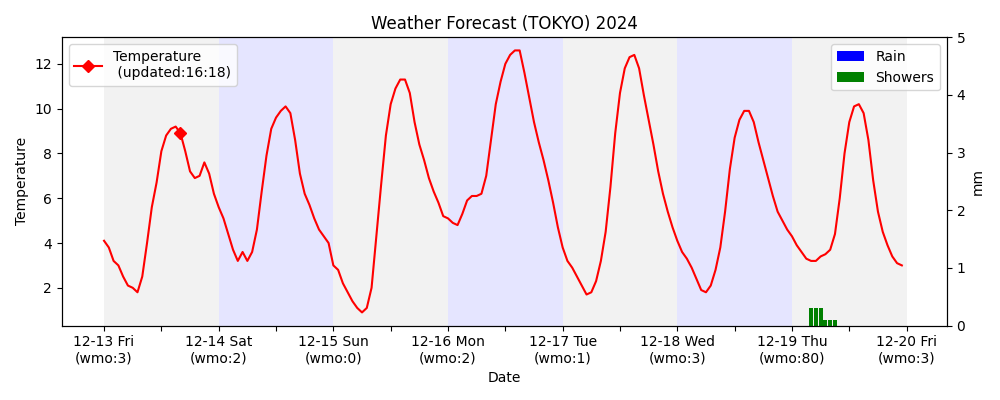 Weather Forecast (TOKYO) 2024
Temperature
(updated:16:18)
Rain
Showers
Temperature
12
10
8
6
4
2
5
4
3
2
1
0
mm
12-13 Fri
(wmo:3)
12-14 Sat
(wmo:2)
12-15 Sun
(wmo:0)
12-16 Mon
(wmo:2)
12-17 Tue
(wmo:1)
12-18 Wed
(wmo:3)
12-19 Thu
(wmo:80)
12-20 Fri
(wmo:3)
Date